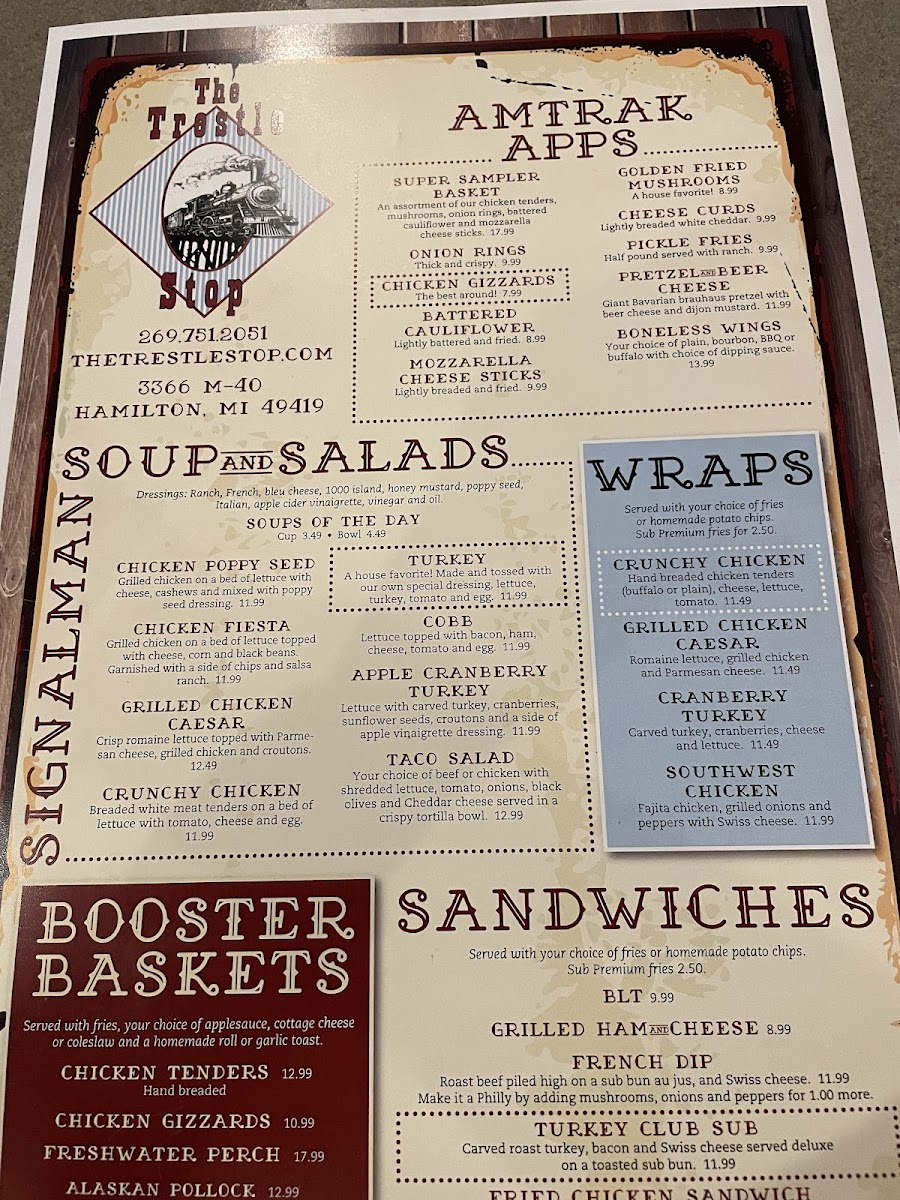 The
Trestle
Stop
269.751.2051
THETRESTLESTOP.COM
3366 M-40
HAMILTON, MI 49419
AMTRAK
APPS
SUPER SAMPLER
BASKET
An assortment of our chicken tenders,
mushrooms, onion rings, battered
cauliflower and mozzarella
cheese sticks. 17.99
ONION RINGS
Thick and crispy. 9.99
CHICKEN GIZZARDS
The best around! 7.99
BATTERED
CAULIFLOWER
Lightly battered and fried. 8.99
MOZZARELLA
CHEESE STICKS
Lightly breaded and fried. 9.99
GOLDEN FRIED
MUSHROOMS
A house favorite! 8.99
CHEESE CURDS
Lightly breaded white cheddar. 9.99
PICKLE FRIES
Half pound served with ranch. 9.99
PRETZEL AND BEER
CHEESE
Giant Bavarian brauhaus pretzel with
beer cheese and dijon mustard. 11.99
BONELESS WINGS
Your choice of plain, bourbon, BBQ or
buffalo with choice of dipping sauce.
13.99
SIGNALMAN
SOUP AND SALADS
Dressings: Ranch, French, bleu cheese, 1000 island, honey mustard, poppy seed,
Italian, apple cider vinaigrette, vinegar and oil.
SOUPS OF THE DAY
Cup 3.49 • Bowl 4.49
CHICKEN POPPY SEED
Grilled chicken on a bed of lettuce with
cheese, cashews and mixed with poppy
seed dressing. 11.99
CHICKEN FIESTA
Grilled chicken on a bed of lettuce topped
with cheese, corn and black beans.
Garnished with a side of chips and salsa
ranch. 11.99
GRILLED CHICKEN
CAESAR
Crisp romaine lettuce topped with Parme-
san cheese, grilled chicken and croutons.
12.49
CRUNCHY CHICKEN
Breaded white meat tenders on a bed of
lettuce with tomato, cheese and egg.
11.99
TURKEY
A house favorite! Made and tossed with
our own special dressing, lettuce,
turkey, tomato and egg. 11.99
COBB
Lettuce topped with bacon, ham,
cheese, tomato and egg. 11.99
APPLE CRANBERRY
TURKEY
Lettuce with carved turkey, cranberries,
sunflower seeds, croutons and a side of
apple vinaigrette dressing. 11.99
TACO SALAD
Your choice of beef or chicken with
shredded lettuce, tomato, onions, black
olives and Cheddar cheese served in a
crispy tortilla bowl. 12.99
WRAPS
Served with your choice of fries
or homemade potato chips.
Sub Premium fries for 2.50.
CRUNCHY CHICKEN
Hand breaded chicken tenders
(buffalo or plain), cheese, lettuce,
tomato. 11.49
GRILLED CHICKEN
CAESAR
Romaine lettuce, grilled chicken
and Parmesan cheese. 11.49
CRANBERRY
TURKEY
Carved turkey, cranberries, cheese
and lettuce. 11.49
SOUTHWEST
CHICKEN
Fajita chicken, grilled onions and
peppers with Swiss cheese. 11.99
BOOSTER
BASKETS
Served with fries, your choice of applesauce, cottage cheese
or coleslaw and a homemade roll or garlic toast.
CHICKEN TENDERS 12.99
Hand breaded
CHICKEN GIZZARDS 10.99
FRESHWATER PERCH 17.99
ALASKAN POLLOCK 12.99
SANDWICHES
Served with your choice of fries or homemade potato chips.
Sub Premium fries 2.50.
BLT 9.99
GRILLED HAM AND CHEESE 8.99
FRENCH DIP
Roast beef piled high on a sub bun au jus, and Swiss cheese. 11.99
Make it a Philly by adding mushrooms, onions and peppers for 1.00 more.
TURKEY CLUB SUB
Carved roast turkey, bacon and Swiss cheese served deluxe
on a toasted sub bun. 11.99
FRIED CHICKEN SANDWICH